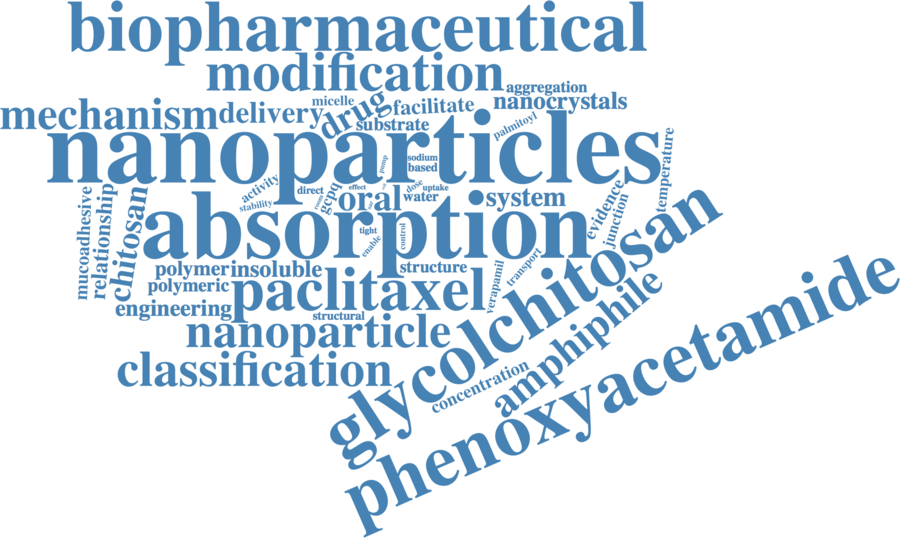 biopharmaceutical
modification
aggregation
nanocrystals
micelle
mechanism
delivery
drug
facilitate
substrate
palmitoyl
nanoparticles
temperature
pump
sodium
based
activity
stability
direct
effect
dose
uptake
water
gcpq
oral
system
evidence
junction
mucoadhesive
relationship
chitosan
absorption
tight
enable
control
glycolchitosan
polymer
insoluble
structure
transport
verapamil
polymeric
paclitaxel
engineering
structural
nanoparticle
amphiphile
classification
concentration
phenoxyacetamide